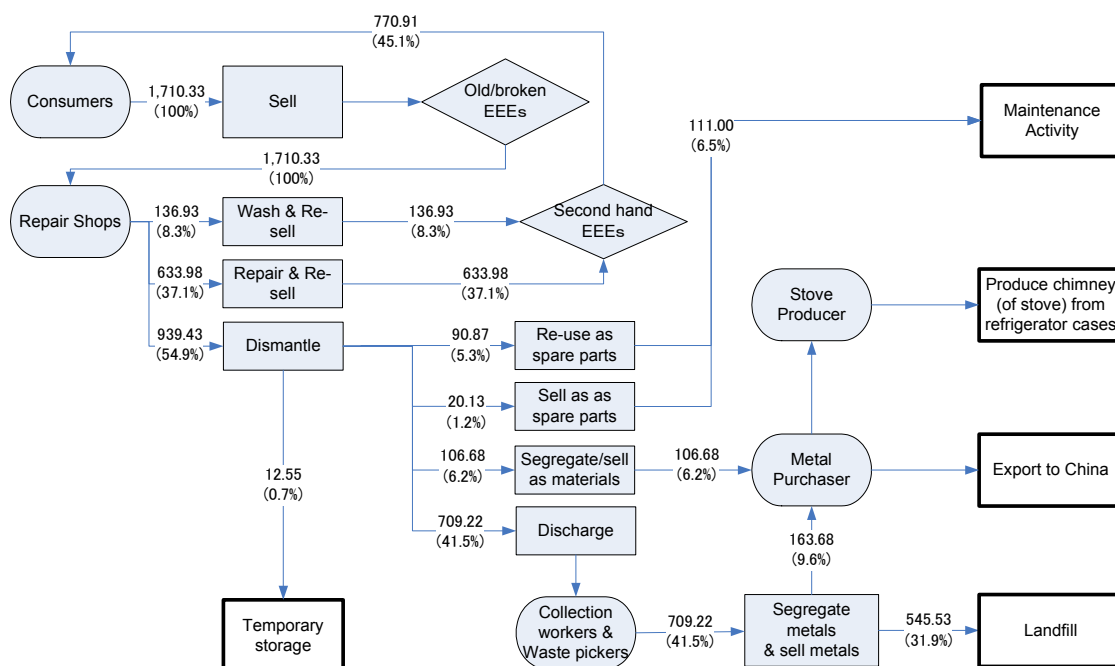 770.91
(45.1%)
Consumers
1,710.33
(100%)
Sell
Old/broken
EEEs
111.00
(6.5%)
Maintenance
Activity
1,710.33
(100%)
Repair Shops
136.93
(8.3%)
Wash & Re-
sell
136.93
(8.3%)
Second hand
EEEs
633.98
(37.1%)
Repair & Re-
sell
633.98
(37.1%)
Stove
Producer
Produce chimney
(of stove) from
refrigerator cases
939.43
(54.9%)
Dismantle
90.87
(5.3%)
Re-use as
spare parts
20.13
(1.2%)
Sell as as
spare parts
12.55
(0.7%)
106.68
(6.2%)
Segregate/sell
as materials
106.68
(6.2%)
Metal
Purchaser
Export to China
709.22
(41.5%)
Discharge
163.68
(9.6%)
Temporary
storage
Collection
workers &
Waste pickers
709.22
(41.5%)
Segregate
metals
& sell metals
545.53
(31.9%)
Landfill